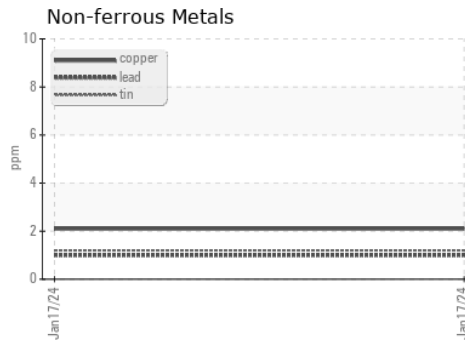 Non-ferrous Metals
10
copper
lead
tin
8
6
ppm
4
2
0
Jan17/24
Jan17/24